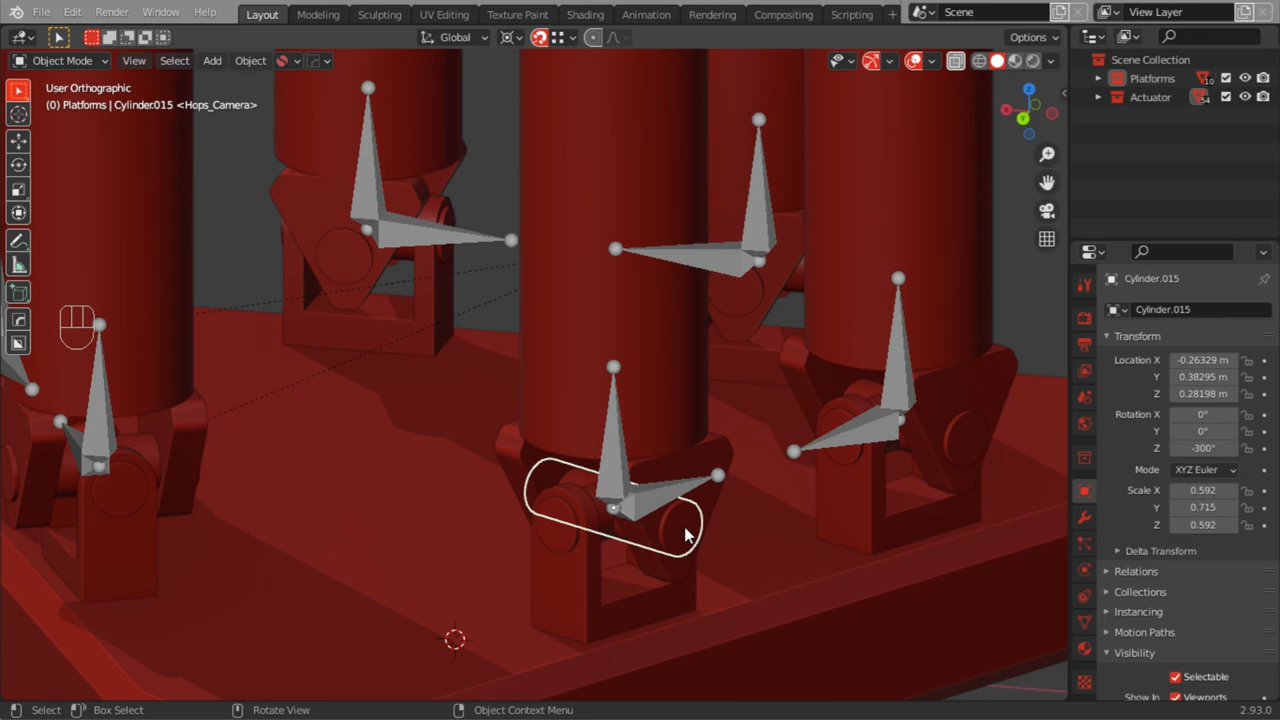 File Edit Render Window Help
Layout Modeling Sculpting UV Editing Texture Paint Shading Animation Rendering Compositing Scripting +
Scene
View Layer
Global
Options
Object Mode View Select Add Object
User Orthographic
(0) Platforms | Cylinder.015 <Hops_Camera>
Z
X
Y
Scene Collection
Platforms 10
Actuator 54
Cylinder.015
Cylinder.015
Transform
Location X -0.26329 m
Y 0.38295 m
Z 0.28198 m
Rotation X 0°
Y 0°
Z -300°
Mode XYZ Euler
Scale X 0.592
Y 0.715
Z 0.592
Delta Transform
Relations
Collections
Instancing
Motion Paths
Visibility
Selectable
Show In Viewports
Select Box Select Rotate View Object Context Menu 2.93.0